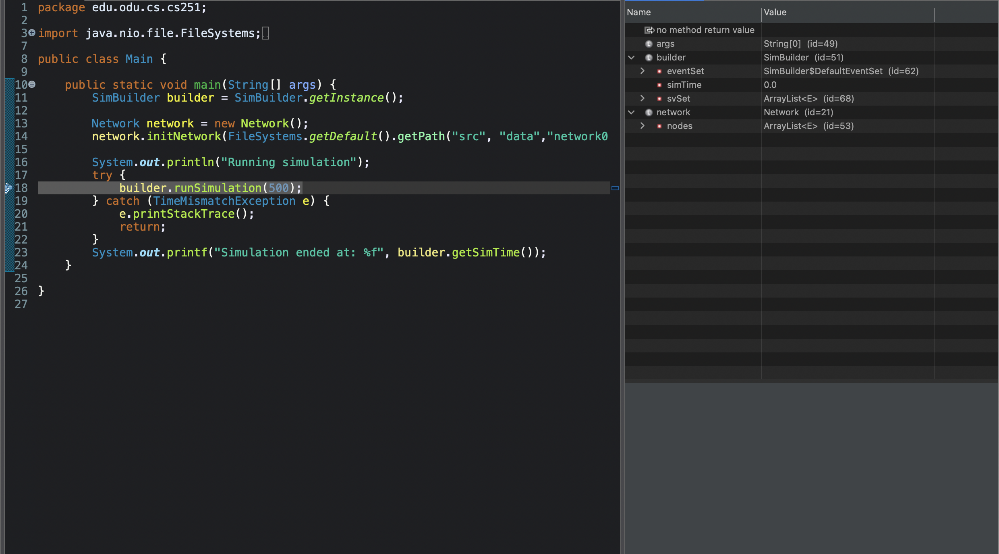 1 package edu.odu.cs.cs251;
2
3 import java.nio.file.FileSystems;
7
8 public class Main {
9
10 public static void main(String[] args) {
11 SimBuilder builder = SimBuilder.getInstance();
12
13 Network network = new Network();
14 network.initNetwork(FileSystems.getDefault().getPath("src", "data","network0
15
16 System.out.println("Running simulation");
17 try {
18 builder.runSimulation(500);
19 } catch (TimeMismatchException e) {
20 e.printStackTrace();
21 return;
22 }
23 System.out.printf("Simulation ended at: %f", builder.getSimTime());
24 }
25
26 }
27
Name Value
no method return value
args String[0] (id=49)
builder SimBuilder (id=51)
eventSet SimBuilder$DefaultEventSet (id=62)
simTime 0.0
svSet ArrayList<E> (id=68)
network Network (id=21)
nodes ArrayList<E> (id=53)